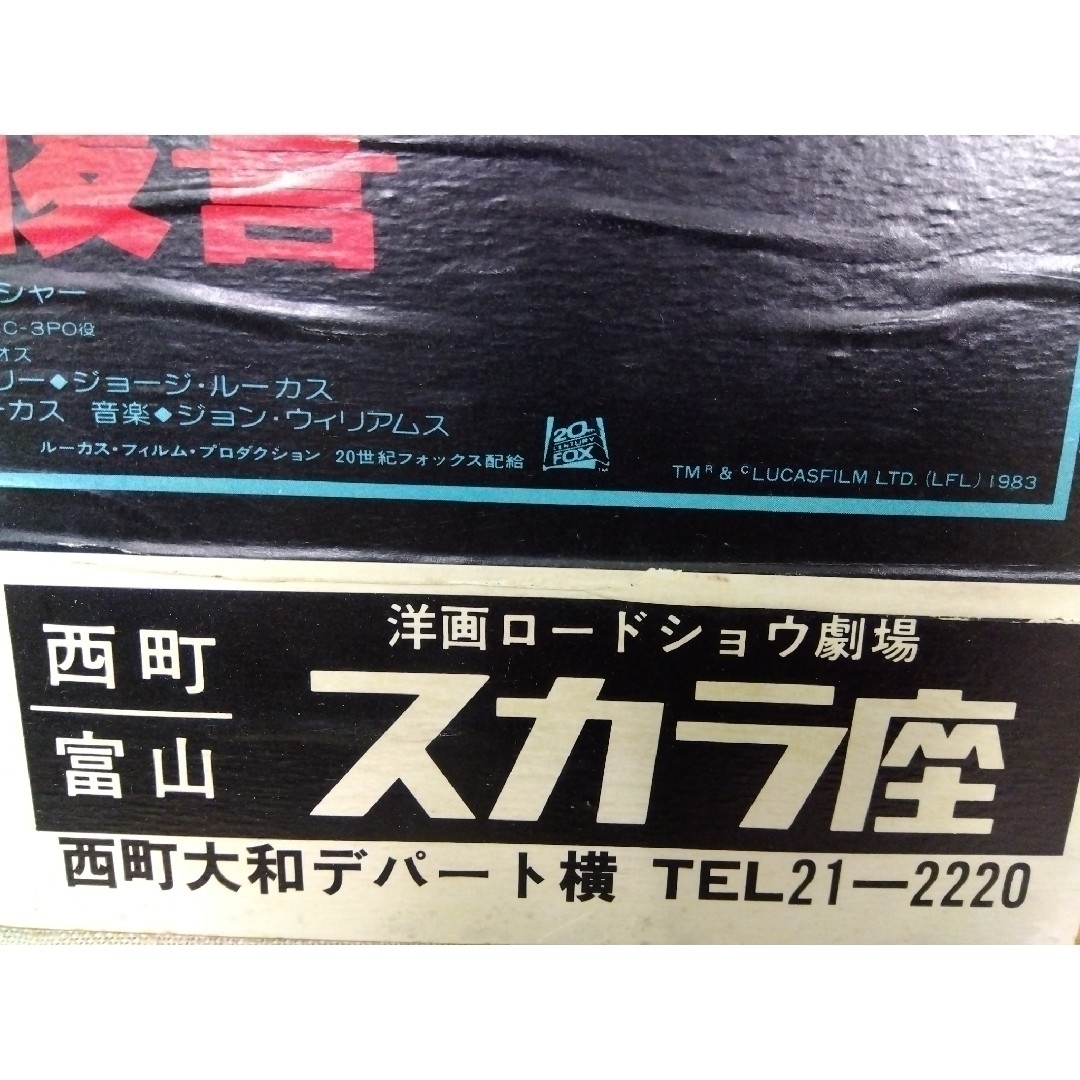 シャー
C-3PO役
オス
リー◆ジョージ・ルーカス
ーカス 音楽◆ジョン・ウィリアムス
ルーカス・フィルム・プロダクション 20世紀フォックス配給
20th
CENTURY
FOX
TM R & © LUCASFILM LTD. (LFL) 1983
洋画ロードショウ劇場
西町
富山
スカラ座
西町大和デパート横 TEL21—2220